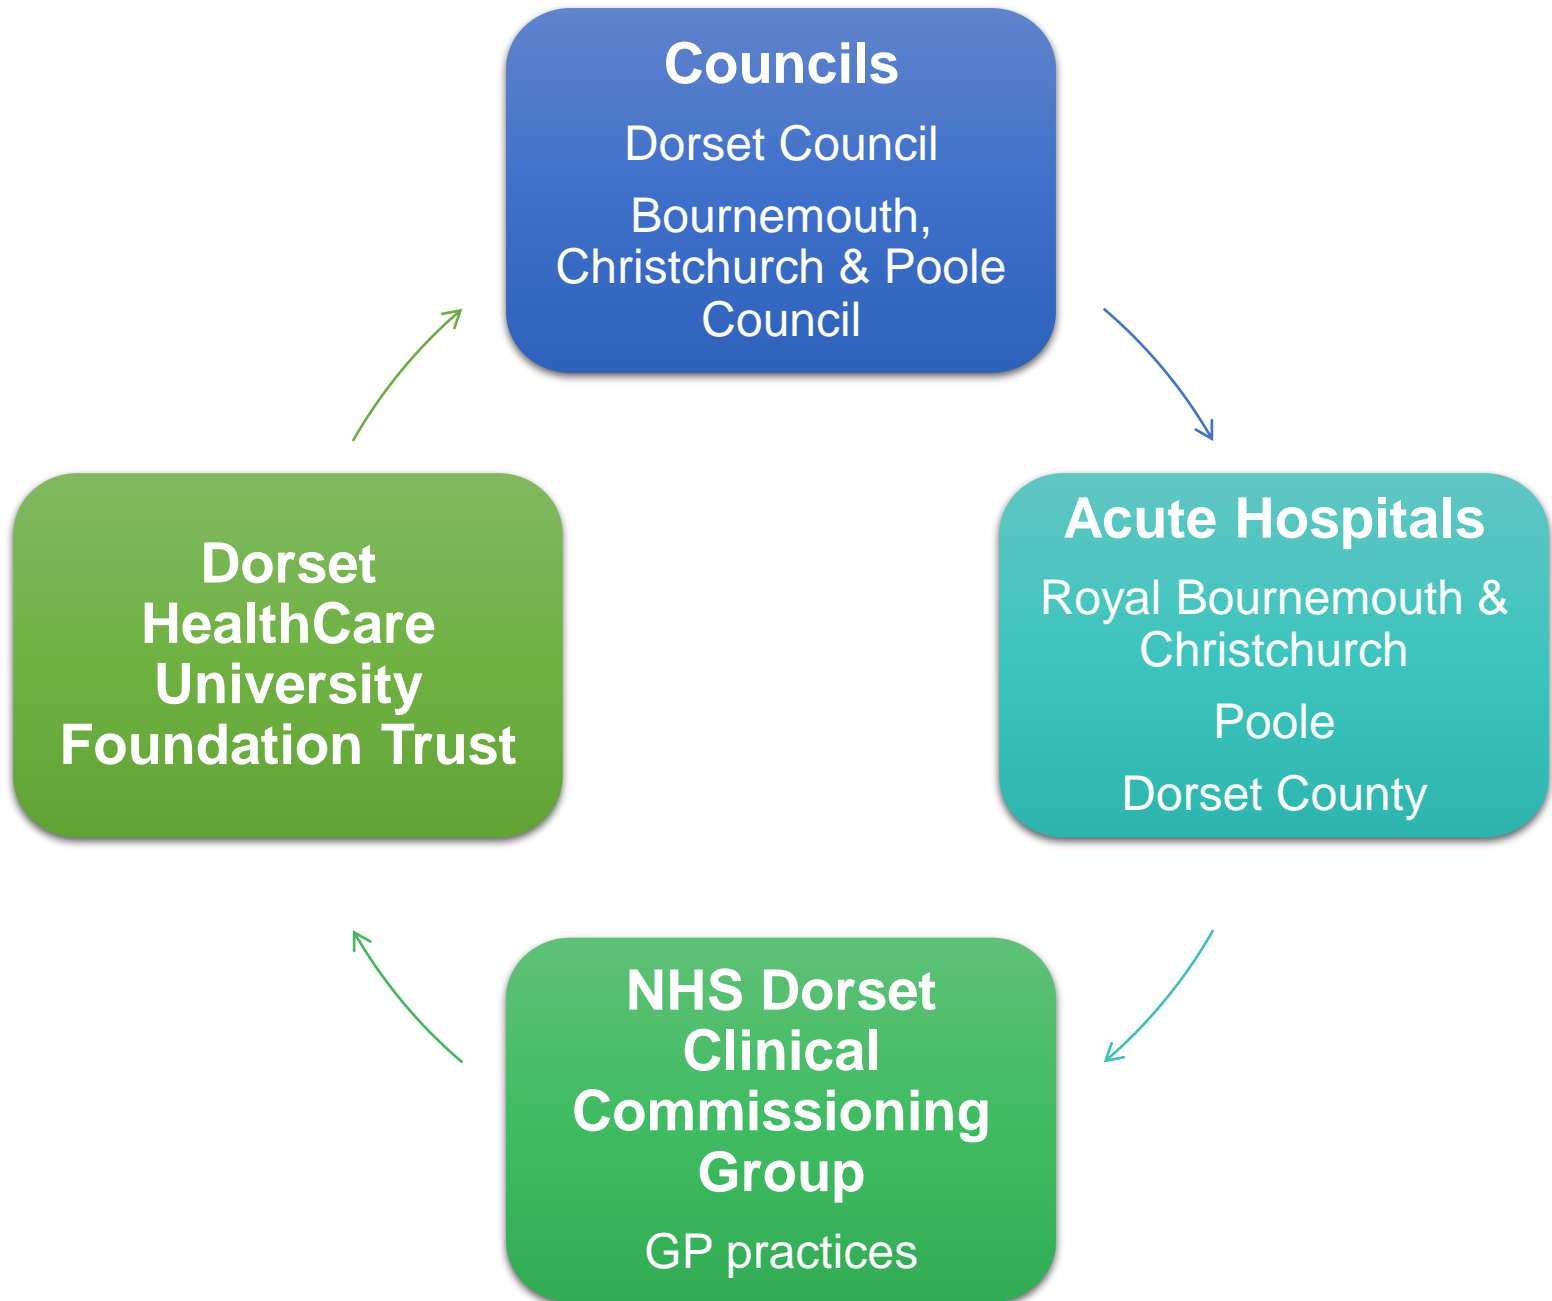 Councils
Dorset Council
Bournemouth,
Christchurch & Poole
Council
Acute Hospitals
Royal Bournemouth &
Christchurch
Poole
Dorset County
NHS Dorset
Clinical
Commissioning
Group
GP practices
Dorset
HealthCare
University
Foundation Trust